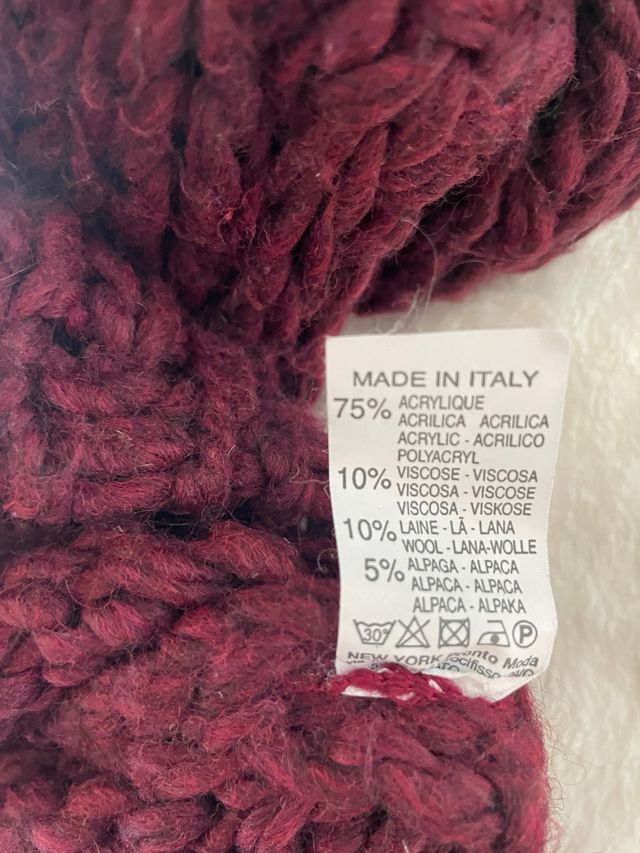 MADE IN ITALY
75% ACRYLIQUE
ACRILICA ACRILICA
ACRYLIC - ACRILICO
POLYACRYL
10% VISCOSE - VISCOSA
VISCOSA - VISCOSE
VISCOSA - VISKOSE
10% LAINE - LÃ - LANA
WOOL - LANA-WOLLE
5% ALPAGA - ALPACA
ALPACA - ALPACA
ALPACA - ALPAKA
30° P
NEW YORK Pronto Moda